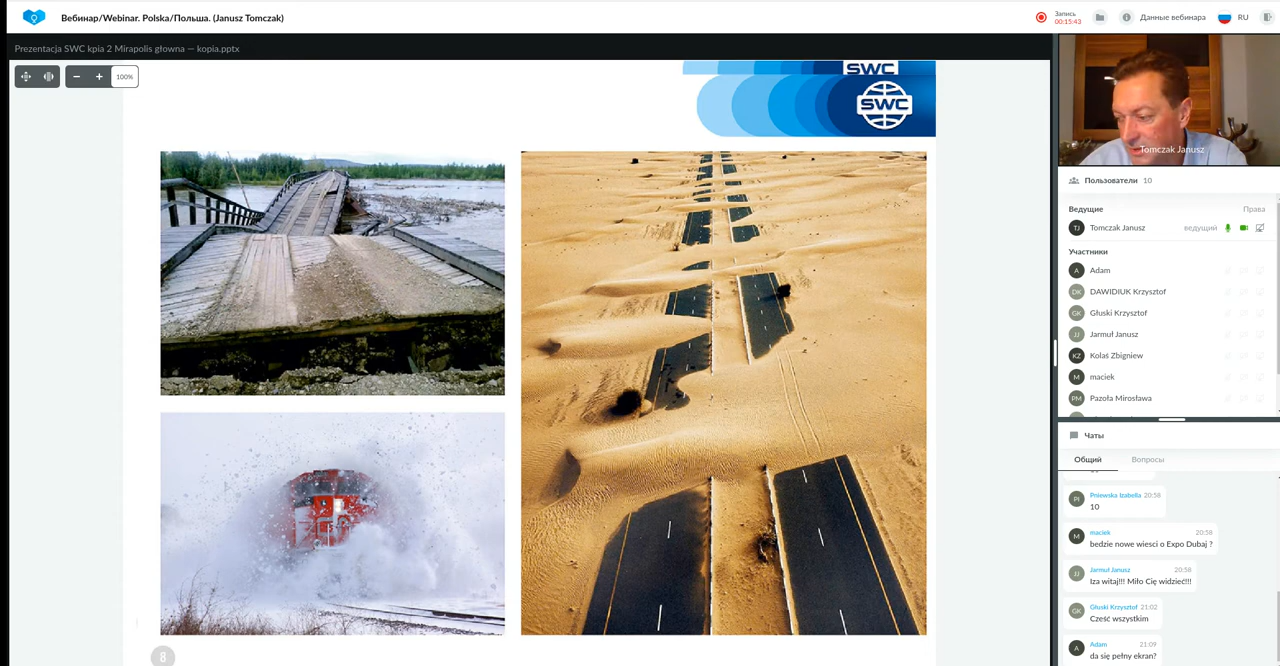 Вебинар/Webinar. Polska/Польша. (Janusz Tomczak)
Запись
00:15:43
Данные вебинара
RU
Prezentacja SWC kpia 2 Mirapolis głowna — kopia.pptx
100%
SWC
SWC
8
Tomczak Janusz
Пользователи 10
Ведущие Права
TJ Tomczak Janusz ведущий
Участники
A Adam
DK DAWIDIUK Krzysztof
GK Głuski Krzysztof
JJ Jarmuł Janusz
KZ Kolaś Zbigniew
M maciek
PM Pazoła Mirosława
Чаты
Общий Вопросы
PI Pniewska Izabella 20:58
10
M maciek 20:58
bedzie nowe wiesci o Expo Dubaj ?
JJ Jarmuł Janusz 20:58
Iza witaj!!! Miło Cię widzieć!!!
GK Głuski Krzysztof 21:02
Cześć wszystkim
A Adam 21:09
da się pełny ekran?